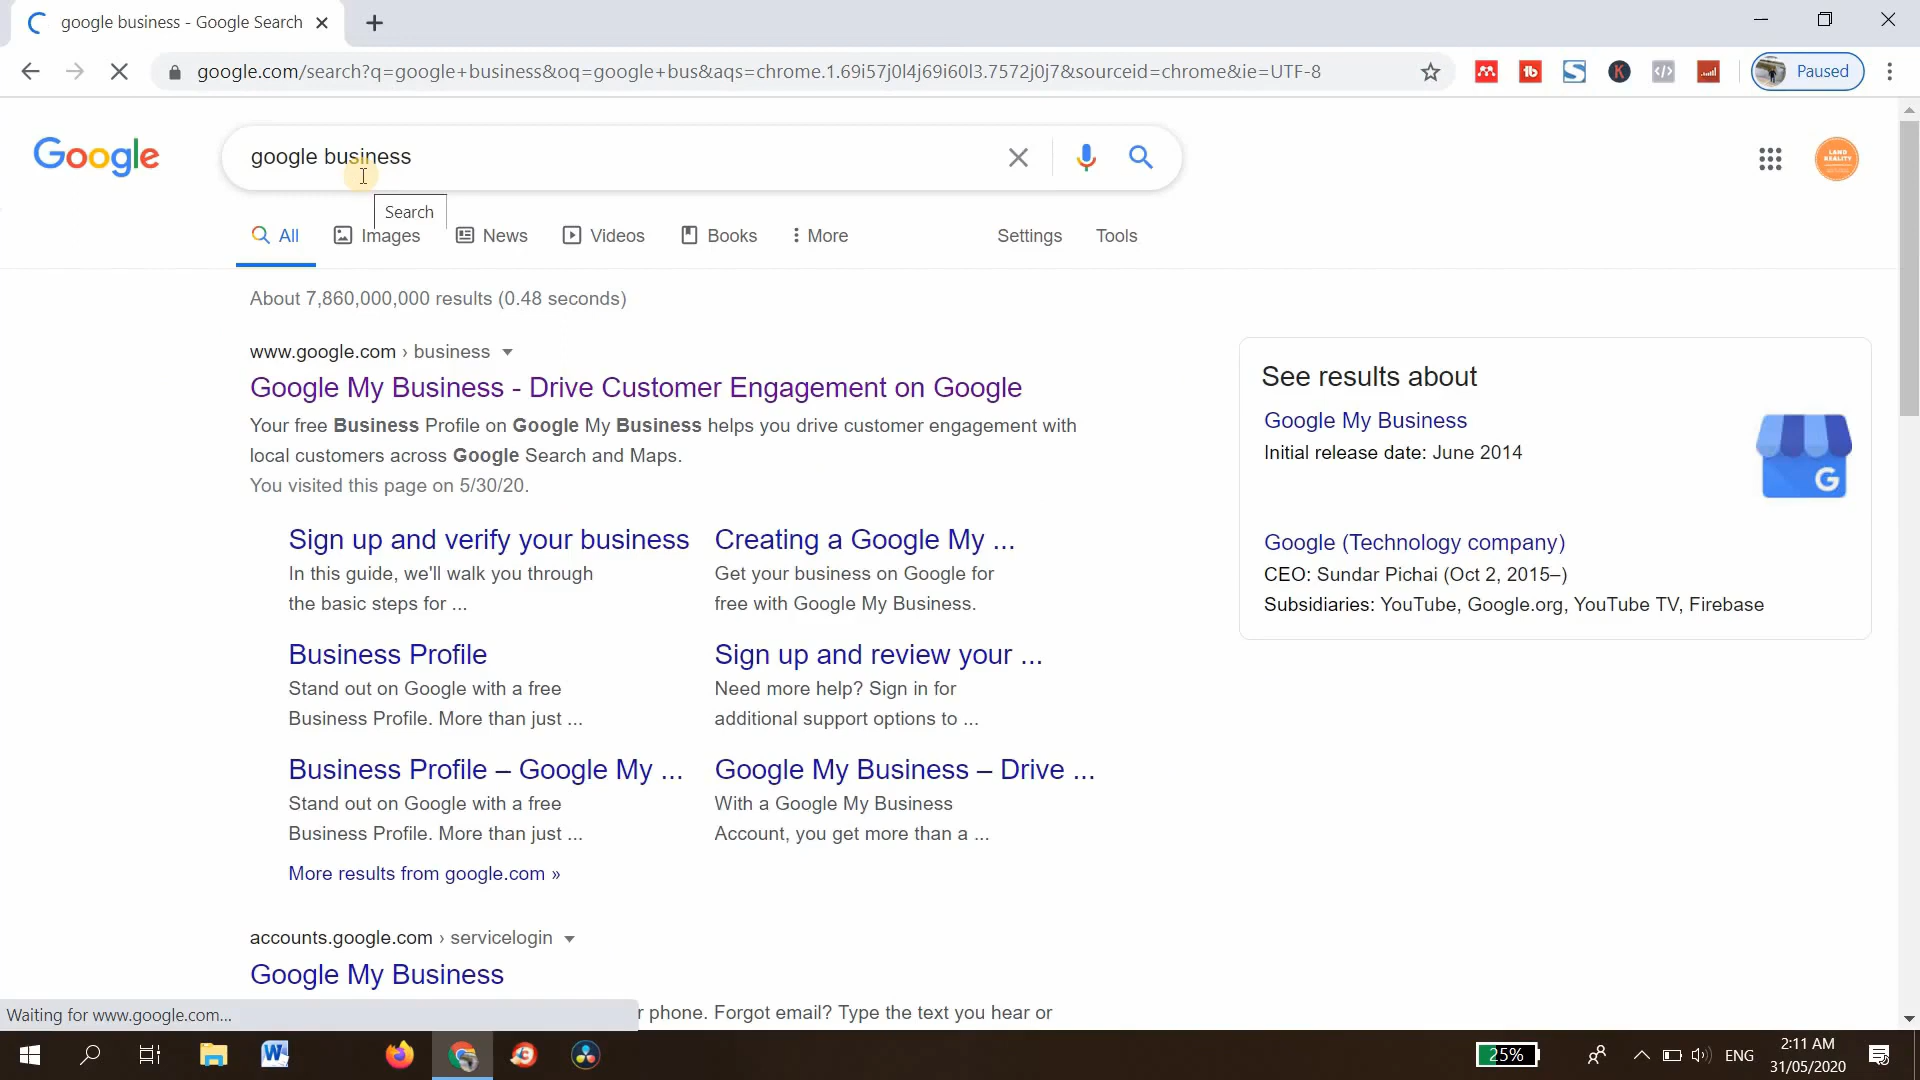 google business - Google Search
google.com/search?q=google+business&oq=google+bus&aqs=chrome.1.69i57j0l4j69i60l3.7572j0j7&sourceid=chrome&ie=UTF-8
Paused
Google
google business
LAND REALITY
Search
All
Images
News
Videos
Books
More
Settings
Tools
About 7,860,000,000 results (0.48 seconds)
www.google.com › business
Google My Business - Drive Customer Engagement on Google
Your free Business Profile on Google My Business helps you drive customer engagement with
local customers across Google Search and Maps.
You visited this page on 5/30/20.
Sign up and verify your business
In this guide, we'll walk you through
the basic steps for ...
Creating a Google My ...
Get your business on Google for
free with Google My Business.
Business Profile
Stand out on Google with a free
Business Profile. More than just ...
Sign up and review your ...
Need more help? Sign in for
additional support options to ...
Business Profile – Google My ...
Stand out on Google with a free
Business Profile. More than just ...
Google My Business – Drive ...
With a Google My Business
Account, you get more than a ...
More results from google.com »
accounts.google.com › servicelogin
Google My Business
r phone. Forgot email? Type the text you hear or
See results about
Google My Business
Initial release date: June 2014
G
Google (Technology company)
CEO: Sundar Pichai (Oct 2, 2015–)
Subsidiaries: YouTube, Google.org, YouTube TV, Firebase
Waiting for www.google.com...
25%
ENG
2:11 AM
31/05/2020